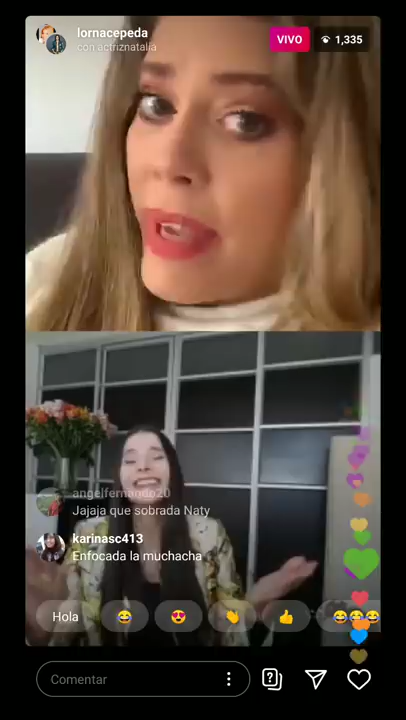 lornacepeda
con actriznatalia
VIVO
1,335
angelfernando20
Jajaja que sobrada Naty
karinasc413
Enfocada la muchacha
Hola
Comentar